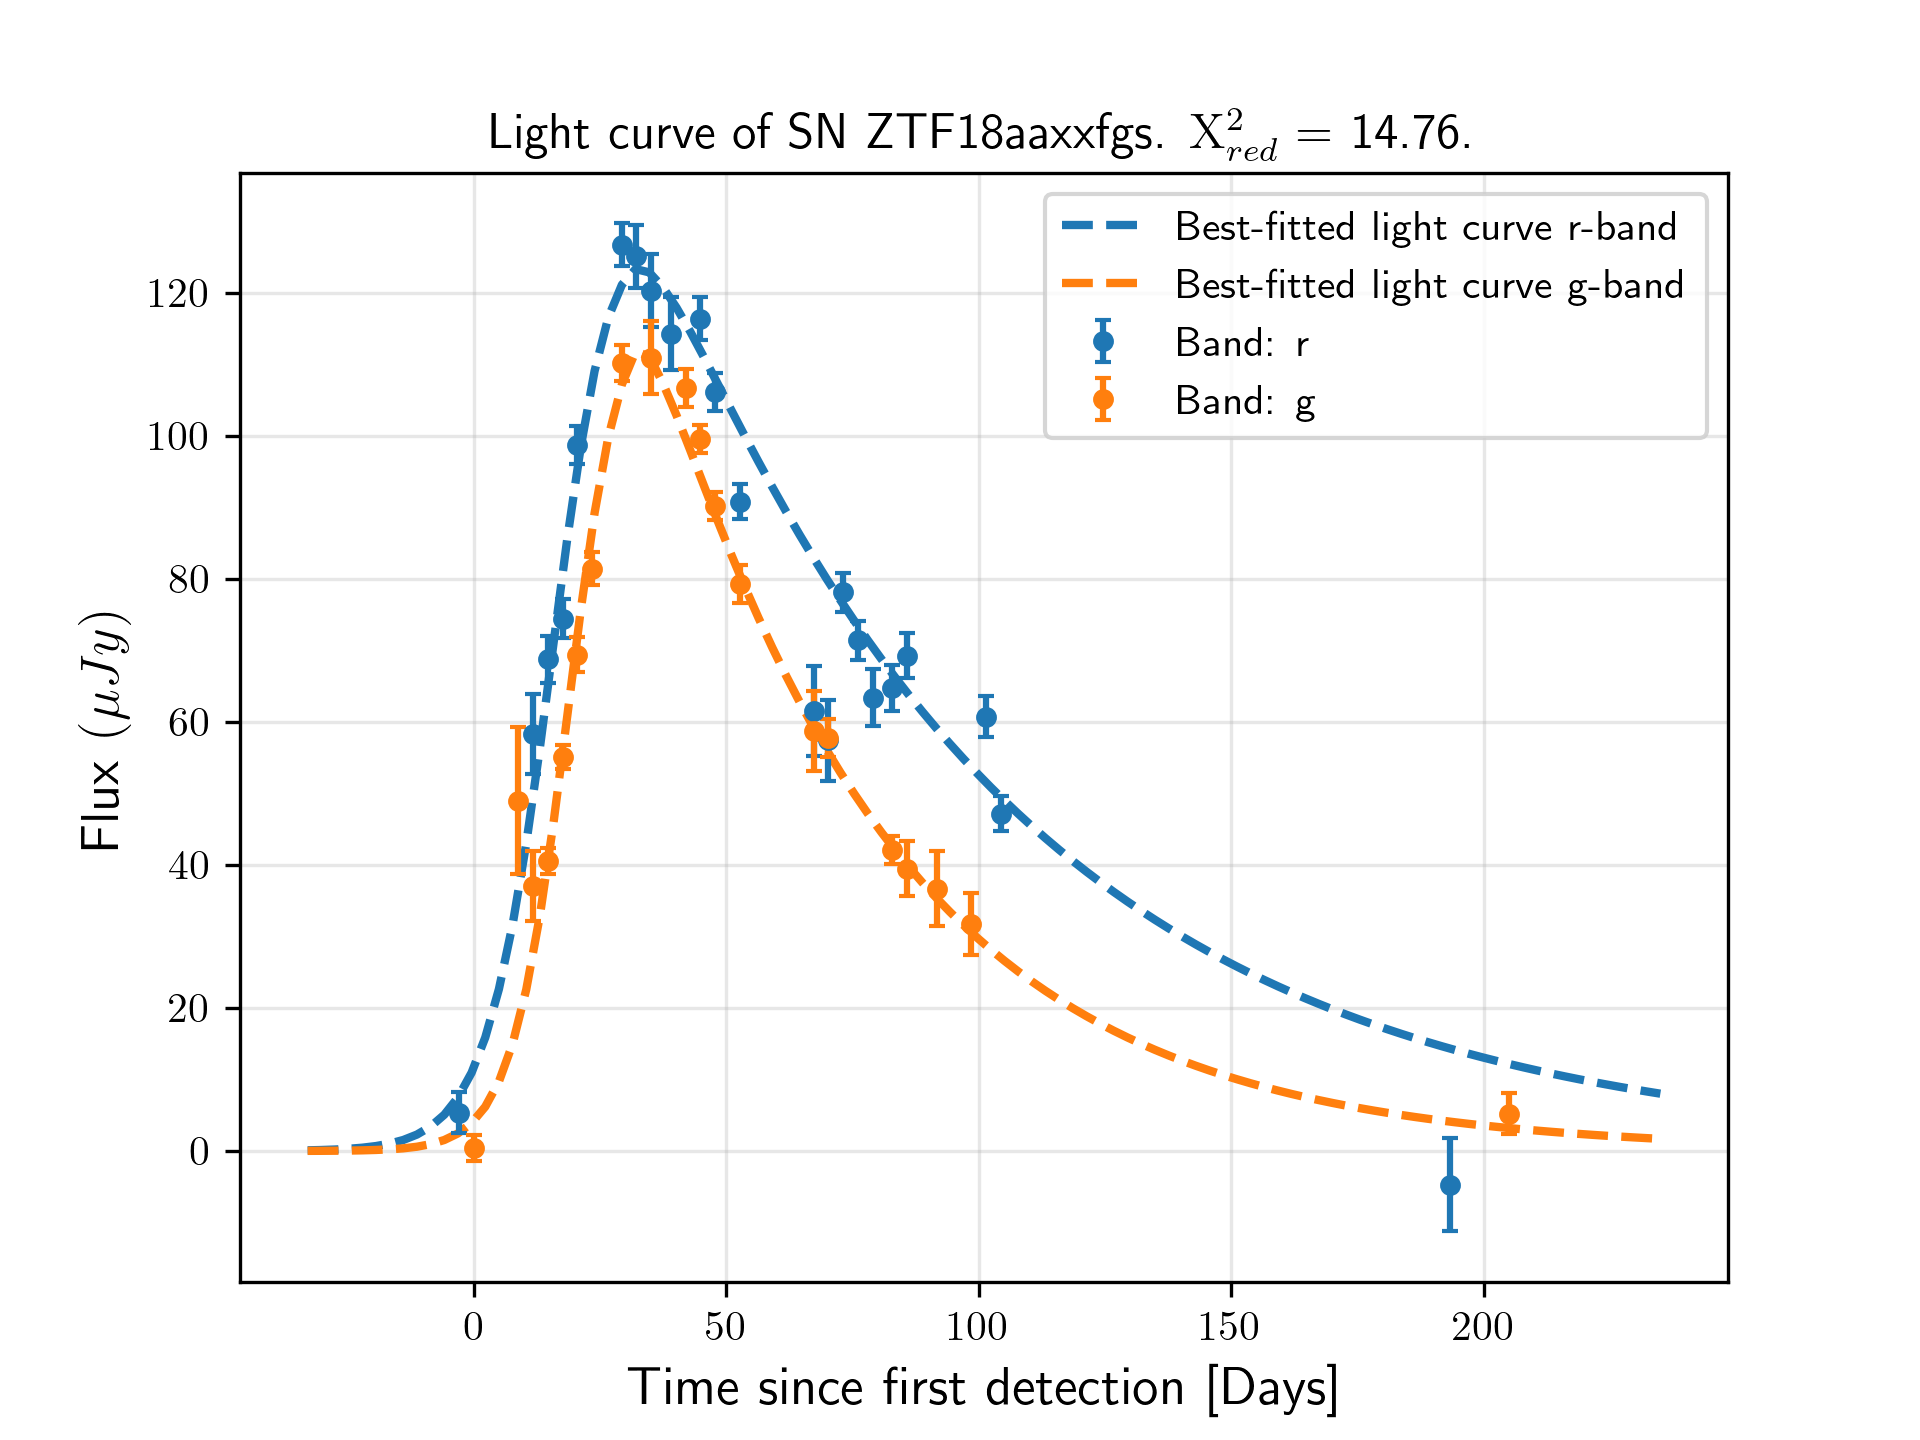 Light curve of SN ZTF18aaxxfgs. X²_red = 14.76.
Best-fitted light curve r-band
Best-fitted light curve g-band
Band: r
Band: g
Flux (μJy)
120
100
80
60
40
20
0
0 50 100 150 200
Time since first detection [Days]